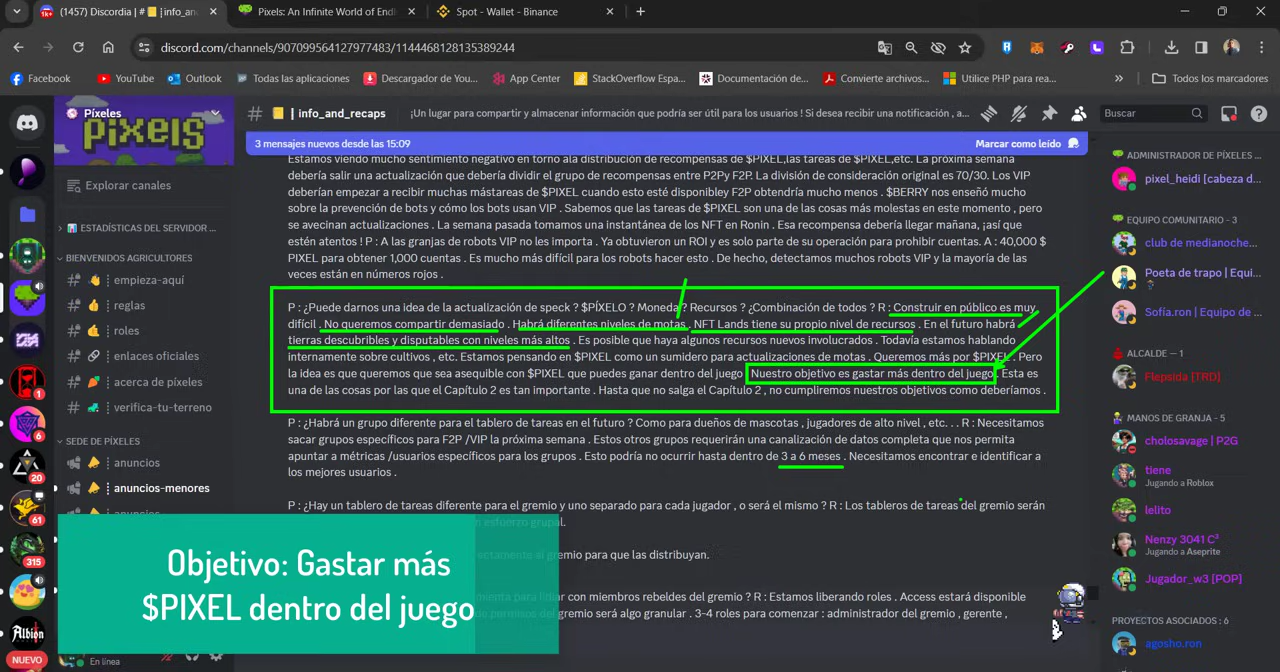 (1457) Discordia | # 📒 | info_an
Pixels: An Infinite World of Endl
Spot - Wallet - Binance
discord.com/channels/907099564127977483/1144468128135389244
Facebook
YouTube
Outlook
Todas las aplicaciones
Descargador de You...
App Center
StackOverflow Espa...
Documentación de...
Convierte archivos...
Utilice PHP para rea...
Todos los marcadores
Píxeles
pixels
Explorar canales
ESTADÍSTICAS DEL SERVIDOR ...
BIENVENIDOS AGRICULTORES
empieza-aquí
reglas
roles
enlaces oficiales
acerca de píxeles
verifica-tu-terreno
SEDE DE PÍXELES
anuncios
anuncios-menores
1
6
20
61
315
Albion
NUEVO
En línea
| info_and_recaps
¡Un lugar para compartir y almacenar información que podría ser útil para los usuarios ! Si desea recibir una notificación , a...
Buscar
3 mensajes nuevos desde las 15:09
Marcar como leído
Estamos viendo mucho sentimiento negativo en torno ala distribución de recompensas de $PIXEL,las tareas de $PIXEL,etc. La próxima semana
debería salir una actualización que debería dividir el grupo de recompensas entre P2Py F2P. La división de consideración original es 70/30. Los VIP
deberían empezar a recibir muchas mástareas de $PIXEL cuando esto esté disponibley F2P obtendría mucho menos . $BERRY nos enseñó mucho
sobre la prevención de bots y cómo los bots usan VIP . Sabemos que las tareas de $PIXEL son una de las cosas más molestas en este momento , pero
se avecinan actualizaciones . La semana pasada tomamos una instantánea de los NFT en Ronin . Esa recompensa debería llegar mañana, ¡así que
estén atentos ! P : A las granjas de robots VIP no les importa . Ya obtuvieron un ROI y es solo parte de su operación para prohibir cuentas. A : 40,000 $
PIXEL para obtener 1,000 cuentas . Es mucho más difícil para los robots hacer esto . De hecho, detectamos muchos robots VIP y la mayoría de las
veces están en números rojos .
P : ¿Puede darnos una idea de la actualización de speck ? $PÍXELO ? Moneda ? Recursos ? ¿Combinación de todos ? R : Construir en público es muy
difícil . No queremos compartir demasiado . Habrá diferentes niveles de motas . NFT Lands tiene su propio nivel de recursos . En el futuro habrá
tierras descubribles y disputables con niveles más altos . Es posible que haya algunos recursos nuevos involucrados . Todavía estamos hablando
internamente sobre cultivos , etc. Estamos pensando en $PIXEL como un sumidero para actualizaciones de motas . Queremos más por $PIXEL . Pero
la idea es que queremos que sea asequible con $PIXEL que puedes ganar dentro del juego . Nuestro objetivo es gastar más dentro del juego . Esta es
una de las cosas por las que el Capítulo 2 es tan importante . Hasta que no salga el Capítulo 2 , no cumpliremos nuestros objetivos como deberíamos .
P : ¿Habrá un grupo diferente para el tablero de tareas en el futuro ? Como para dueños de mascotas , jugadores de alto nivel , etc. . . R : Necesitamos
sacar grupos específicos para F2P /VIP la próxima semana . Estos otros grupos requerirán una canalización de datos completa que nos permita
apuntar a métricas /usuarios específicos para los grupos . Esto podría no ocurrir hasta dentro de 3 a 6 meses . Necesitamos encontrar e identificar a
los mejores usuarios .
P : ¿Hay un tablero de tareas diferente para el gremio y uno separado para cada jugador , o será el mismo ? R : Los tableros de tareas del gremio serán
esfuerzo grupal.
al gremio para que las distribuyan.
para lidiar con miembros rebeldes del gremio ? R : Estamos liberando roles . Access estará disponible
del gremio será algo granular . 3-4 roles para comenzar : administrador del gremio , gerente ,
Objetivo: Gastar más
$PIXEL dentro del juego
ADMINISTRADOR DE PÍXELES ...
pixel_heidi [cabeza d...
EQUIPO COMUNITARIO - 3
club de medianoche...
Poeta de trapo | Equi...
Sofía.ron | Equipo de ...
ALCALDE — 1
Flepsida [TRD]
MANOS DE GRANJA - 5
cholosavage | P2G
tiene
Jugando a Roblox
lelito
Nenzy 3041 C²
Jugando a Aseprite
Jugador_w3 [POP]
PROYECTOS ASOCIADOS : 6
agosho.ron